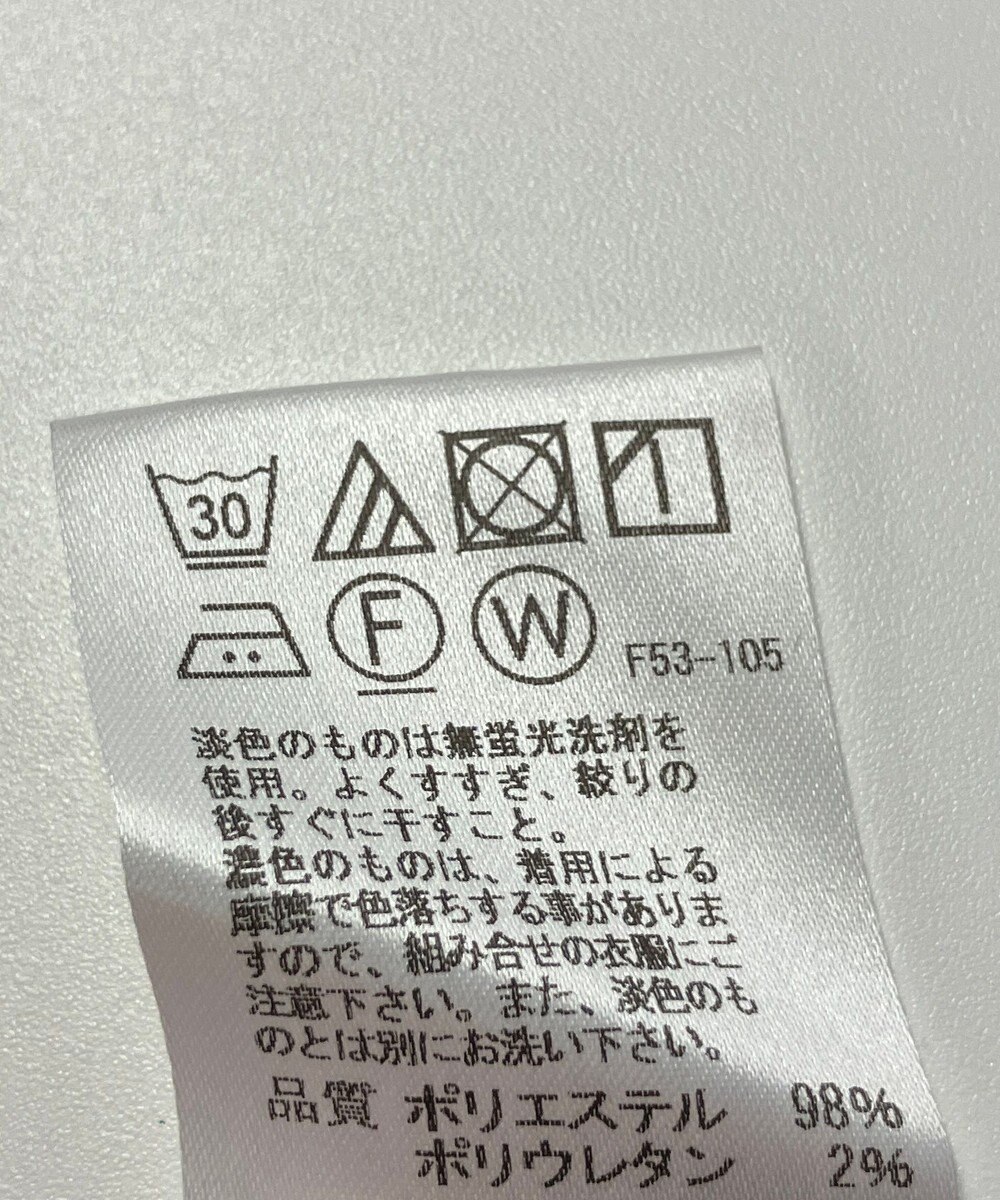 30
F W F53-105
淡色のものは無蛍光洗剤を
使用。よくすすぎ、絞りの
後すぐに干すこと。
濃色のものは、着用による
摩擦で色落ちする事がありま
すので、組み合せの衣服にご
注意下さい。また、淡色のも
のとは別にお洗い下さい。
品質 ポリエステル 98%
ポリウレタン 2%